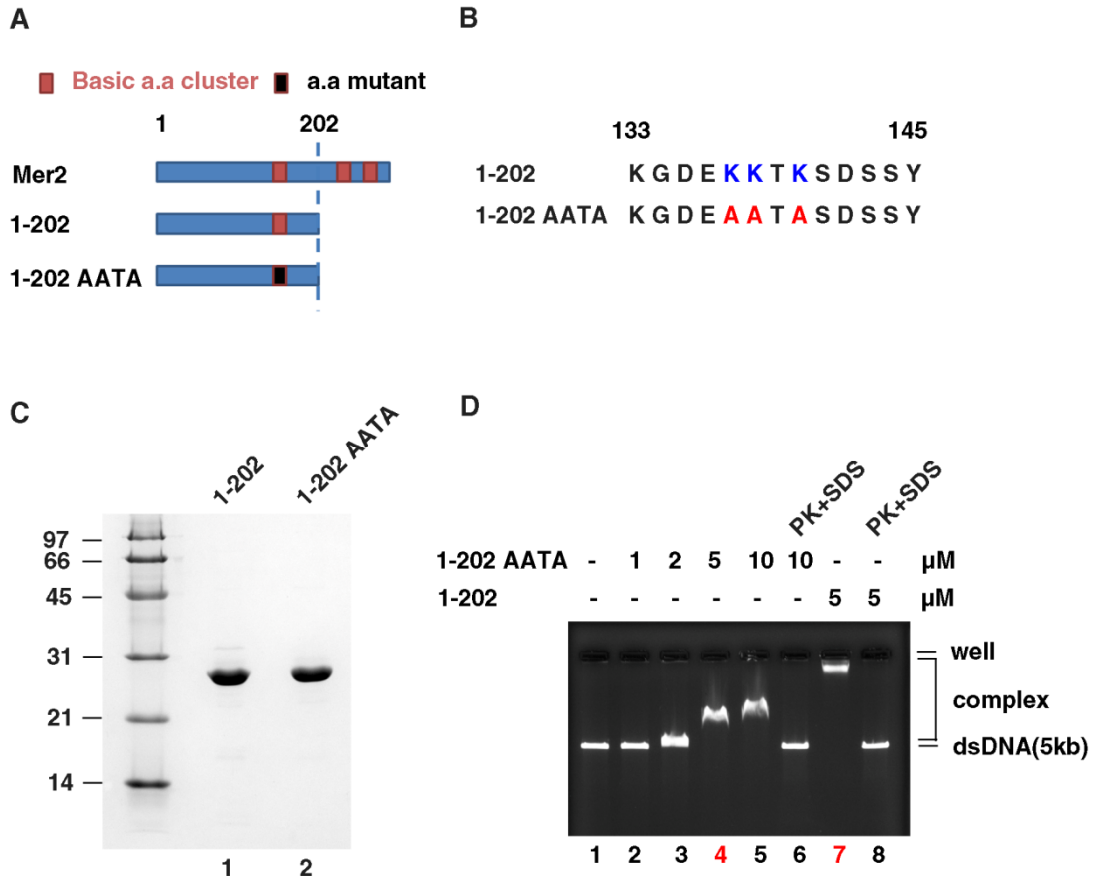 A
Basic a.a cluster a.a mutant
1 202
Mer2
1-202
1-202 AATA
B
133 145
1-202 K G D E K K T K S D S S Y
1-202 AATA K G D E A A T A S D S S Y
C
1-202 1-202 AATA
97
66
45
31
21
14
1 2
D
PK+SDS PK+SDS
1-202 AATA - 1 2 5 10 10 - - µM
1-202 - - - - - - 5 5 µM
well
complex
dsDNA(5kb)
1 2 3 4 5 6 7 8